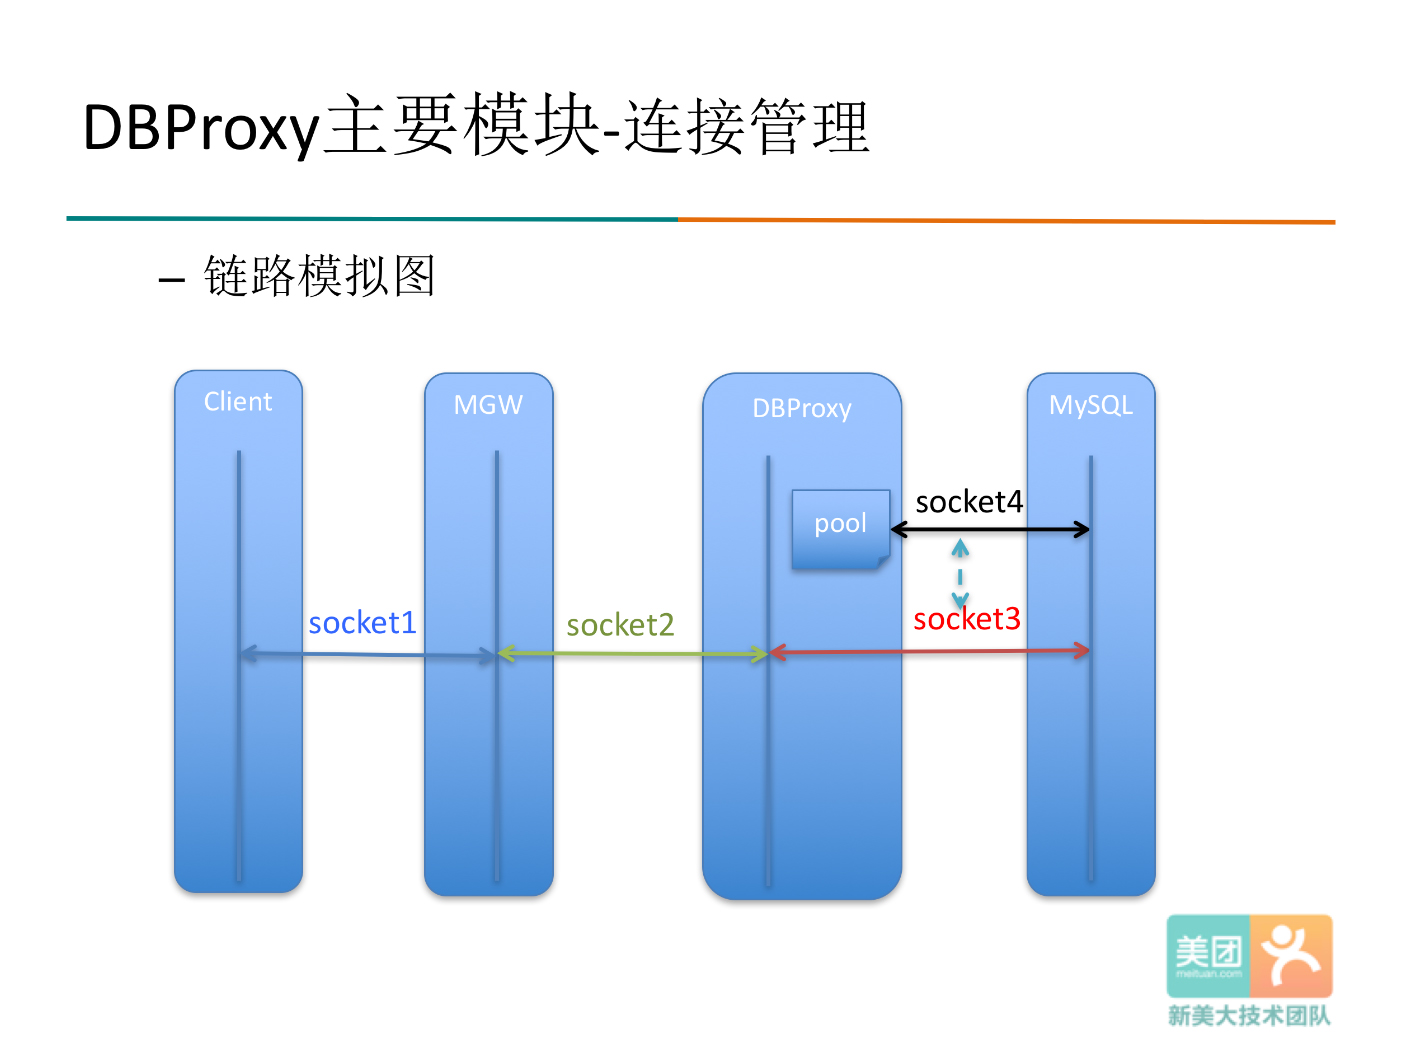 DBProxy主要模块-连接管理
– 链路模拟图
Client
MGW
DBProxy
MySQL
socket4
pool
socket1
socket2
socket3
美团
meituan.com
新美大技术团队